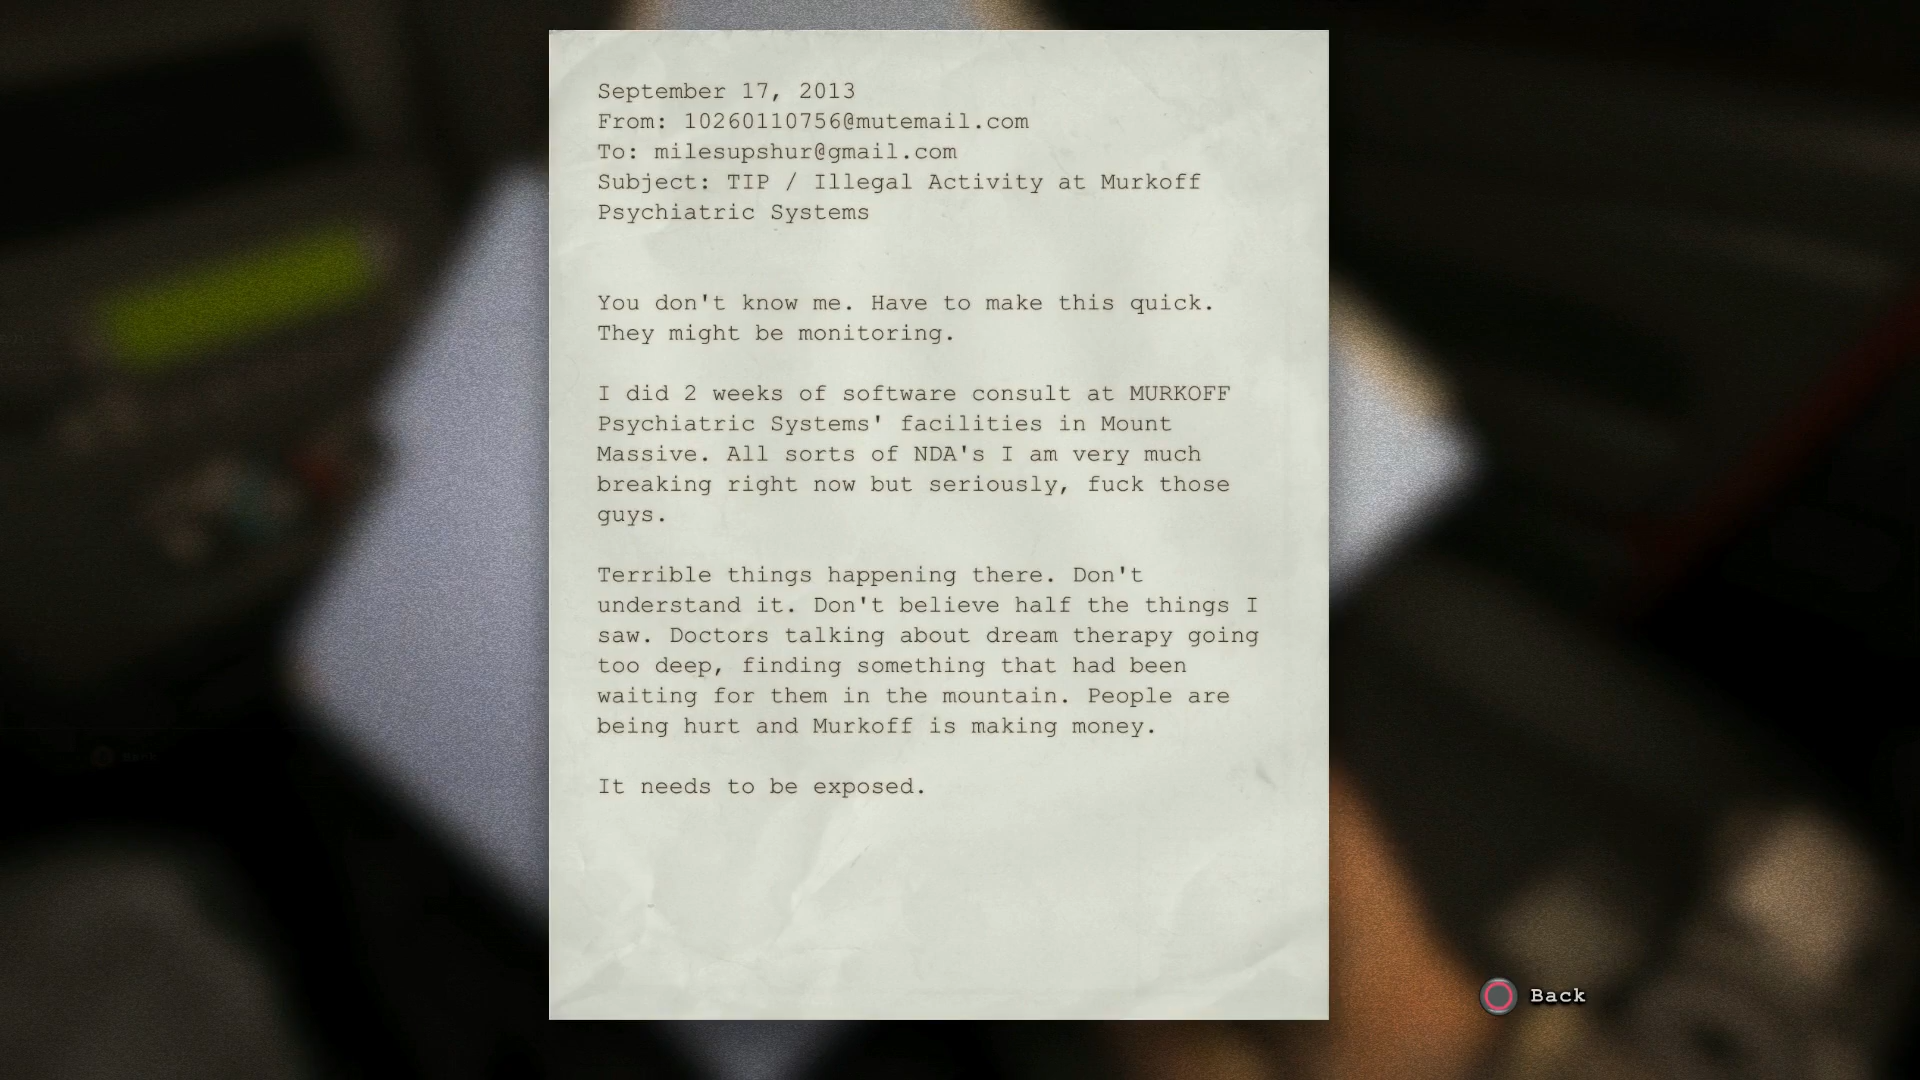 September 17, 2013
From: 10260110756@mutemail.com
To: milesupshur@gmail.com
Subject: TIP / Illegal Activity at Murkoff
Psychiatric Systems
You don't know me. Have to make this quick.
They might be monitoring.
I did 2 weeks of software consult at MURKOFF
Psychiatric Systems' facilities in Mount
Massive. All sorts of NDA's I am very much
breaking right now but seriously, fuck those
guys.
Terrible things happening there. Don't
understand it. Don't believe half the things I
saw. Doctors talking about dream therapy going
too deep, finding something that had been
waiting for them in the mountain. People are
being hurt and Murkoff is making money.
It needs to be exposed.
Back